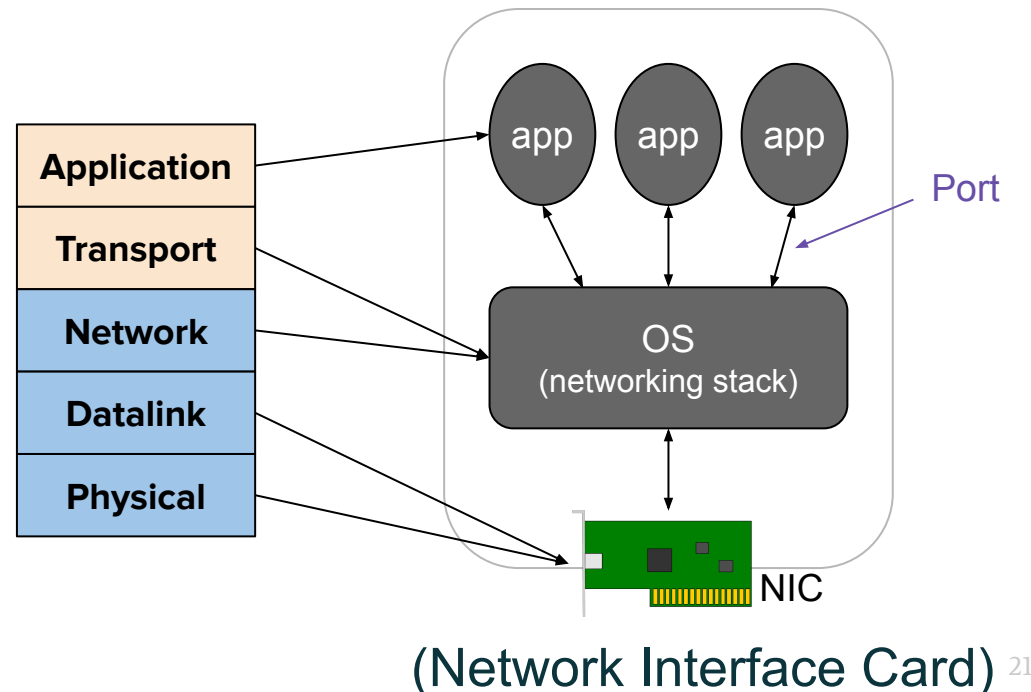 Application
Transport
Network
Datalink
Physical
app
app
app
Port
OS
(networking stack)
NIC
(Network Interface Card)
21